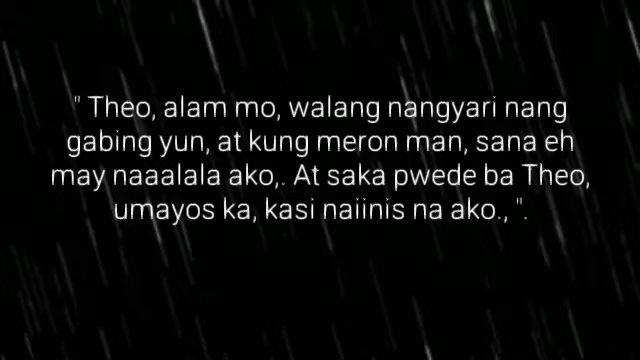 " Theo, alam mo, walang nangyari nang
gabing yun, at kung meron man, sana eh
may naaalala ako,. At saka pwede ba Theo,
umayos ka, kasi naiinis na ako., ".